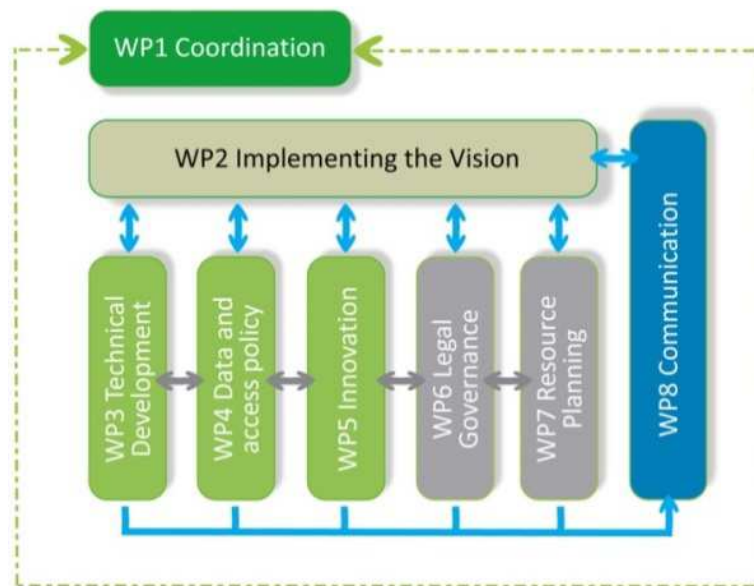 WP1 Coordination
WP2 Implementing the Vision
WP3 Technical
Development
WP4 Data and
access policy
WP5 Innovation
WP6 Legal
Governance
WP7 Resource
Planning
WP8 Communication